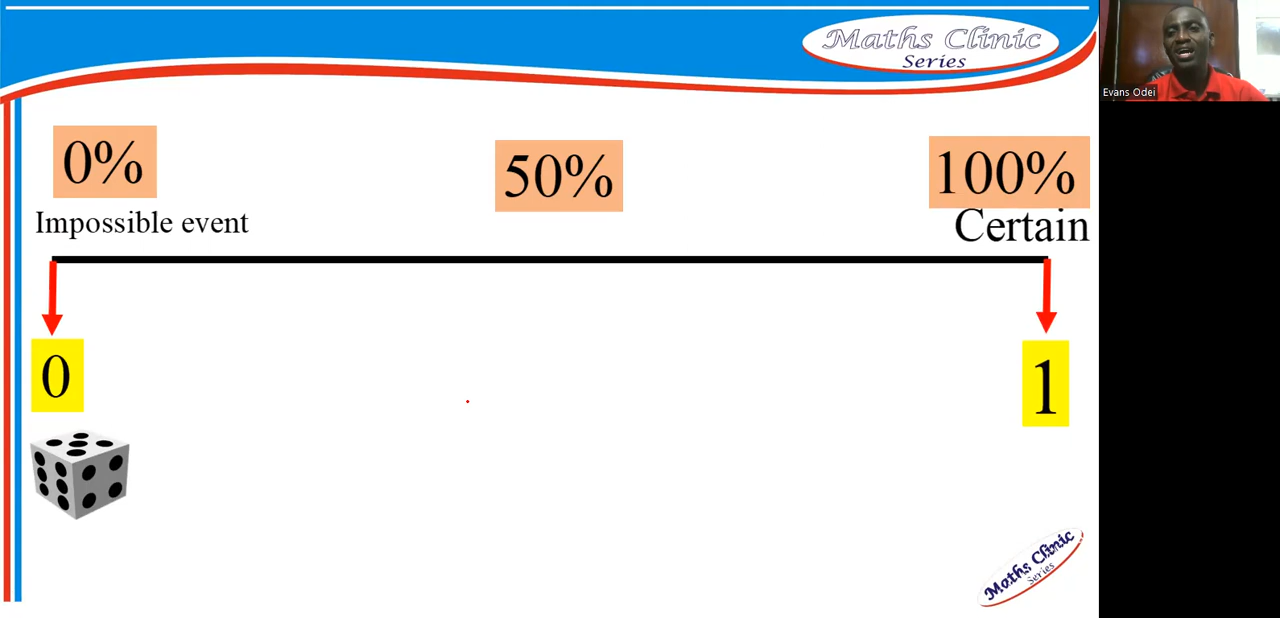 Maths Clinic
Series
Evans Odei
0%
50%
100%
Impossible event
Certain
0
1
Maths Clinic
Series